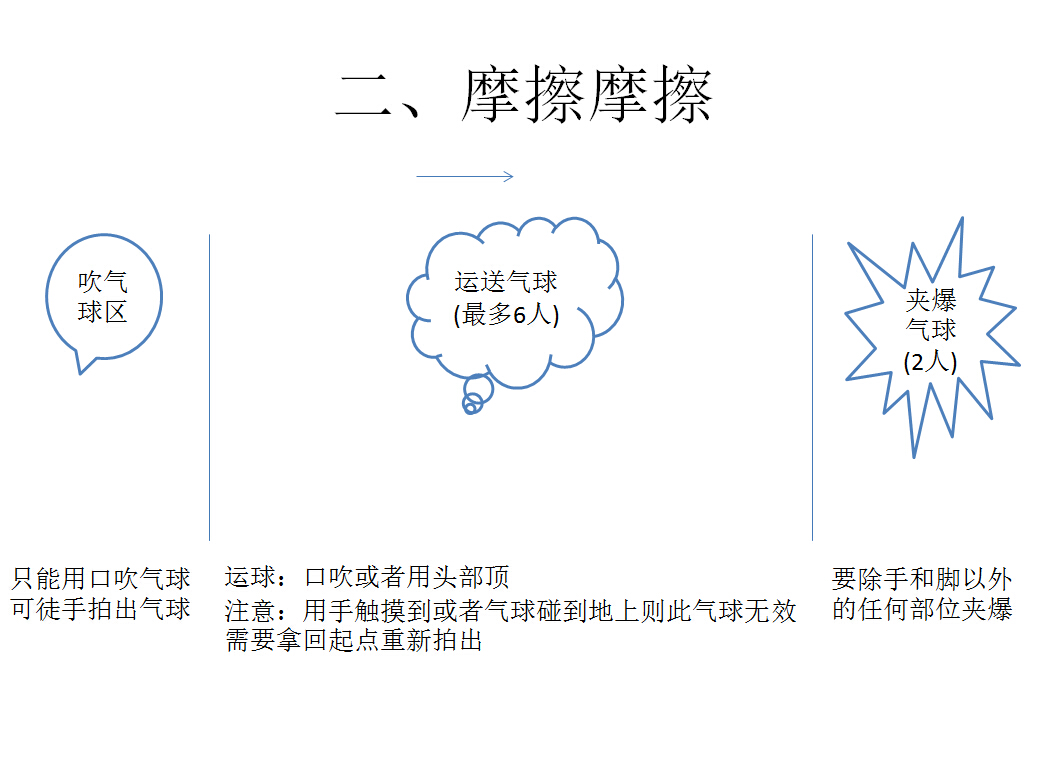 二、摩擦摩擦
吹气
球区
运送气球
(最多6人)
夹爆
气球
(2人)
只能用口吹气球
可徒手拍出气球
运球：口吹或者用头部顶
注意：用手触摸到或者气球碰到地上则此气球无效
需要拿回起点重新拍出
要除手和脚以外
的任何部位夹爆